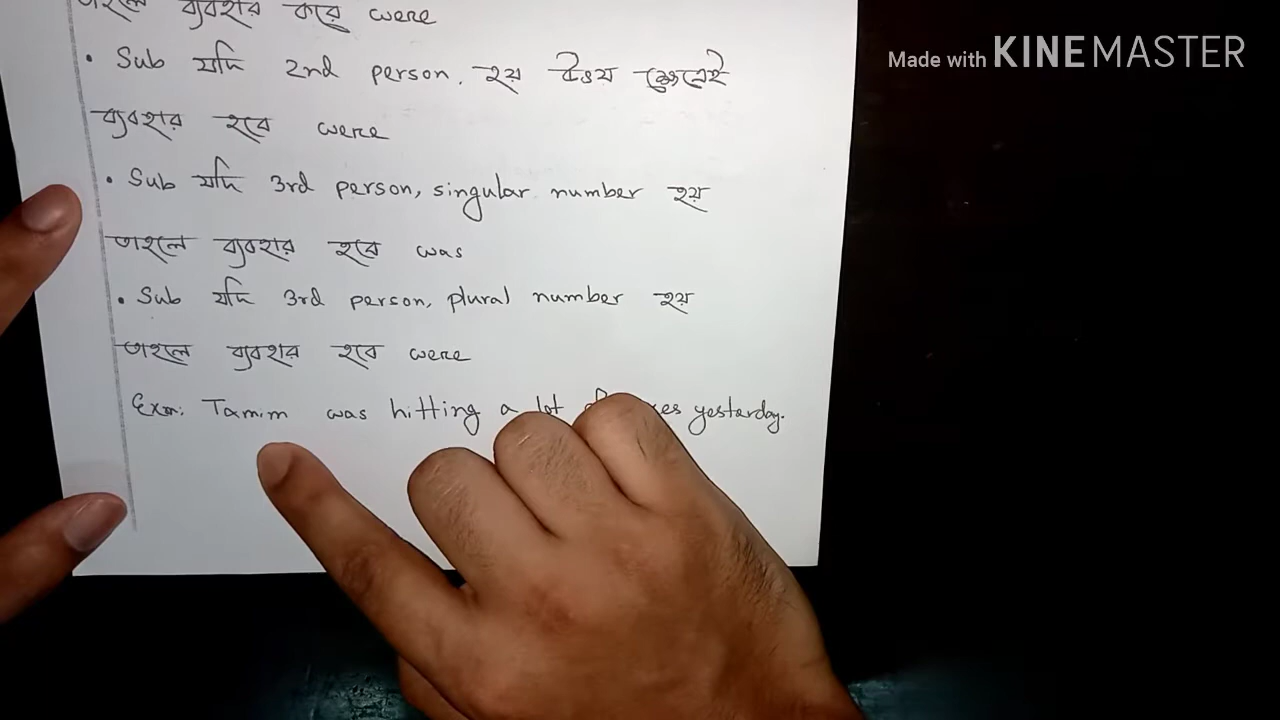 তাহলে ব্যবহার করে were
Made with KINEMASTER
• Sub যদি 2nd person. হয় উভয় ক্ষেত্রেই
ব্যবহার হবে were
• Sub যদি 3rd person, singular number হয়
তাহলে ব্যবহার হবে was
• Sub যদি 3rd person, plural number হয়
তাহলে ব্যবহার হবে were
Exm: Tamim was hitting a lot yesterday.